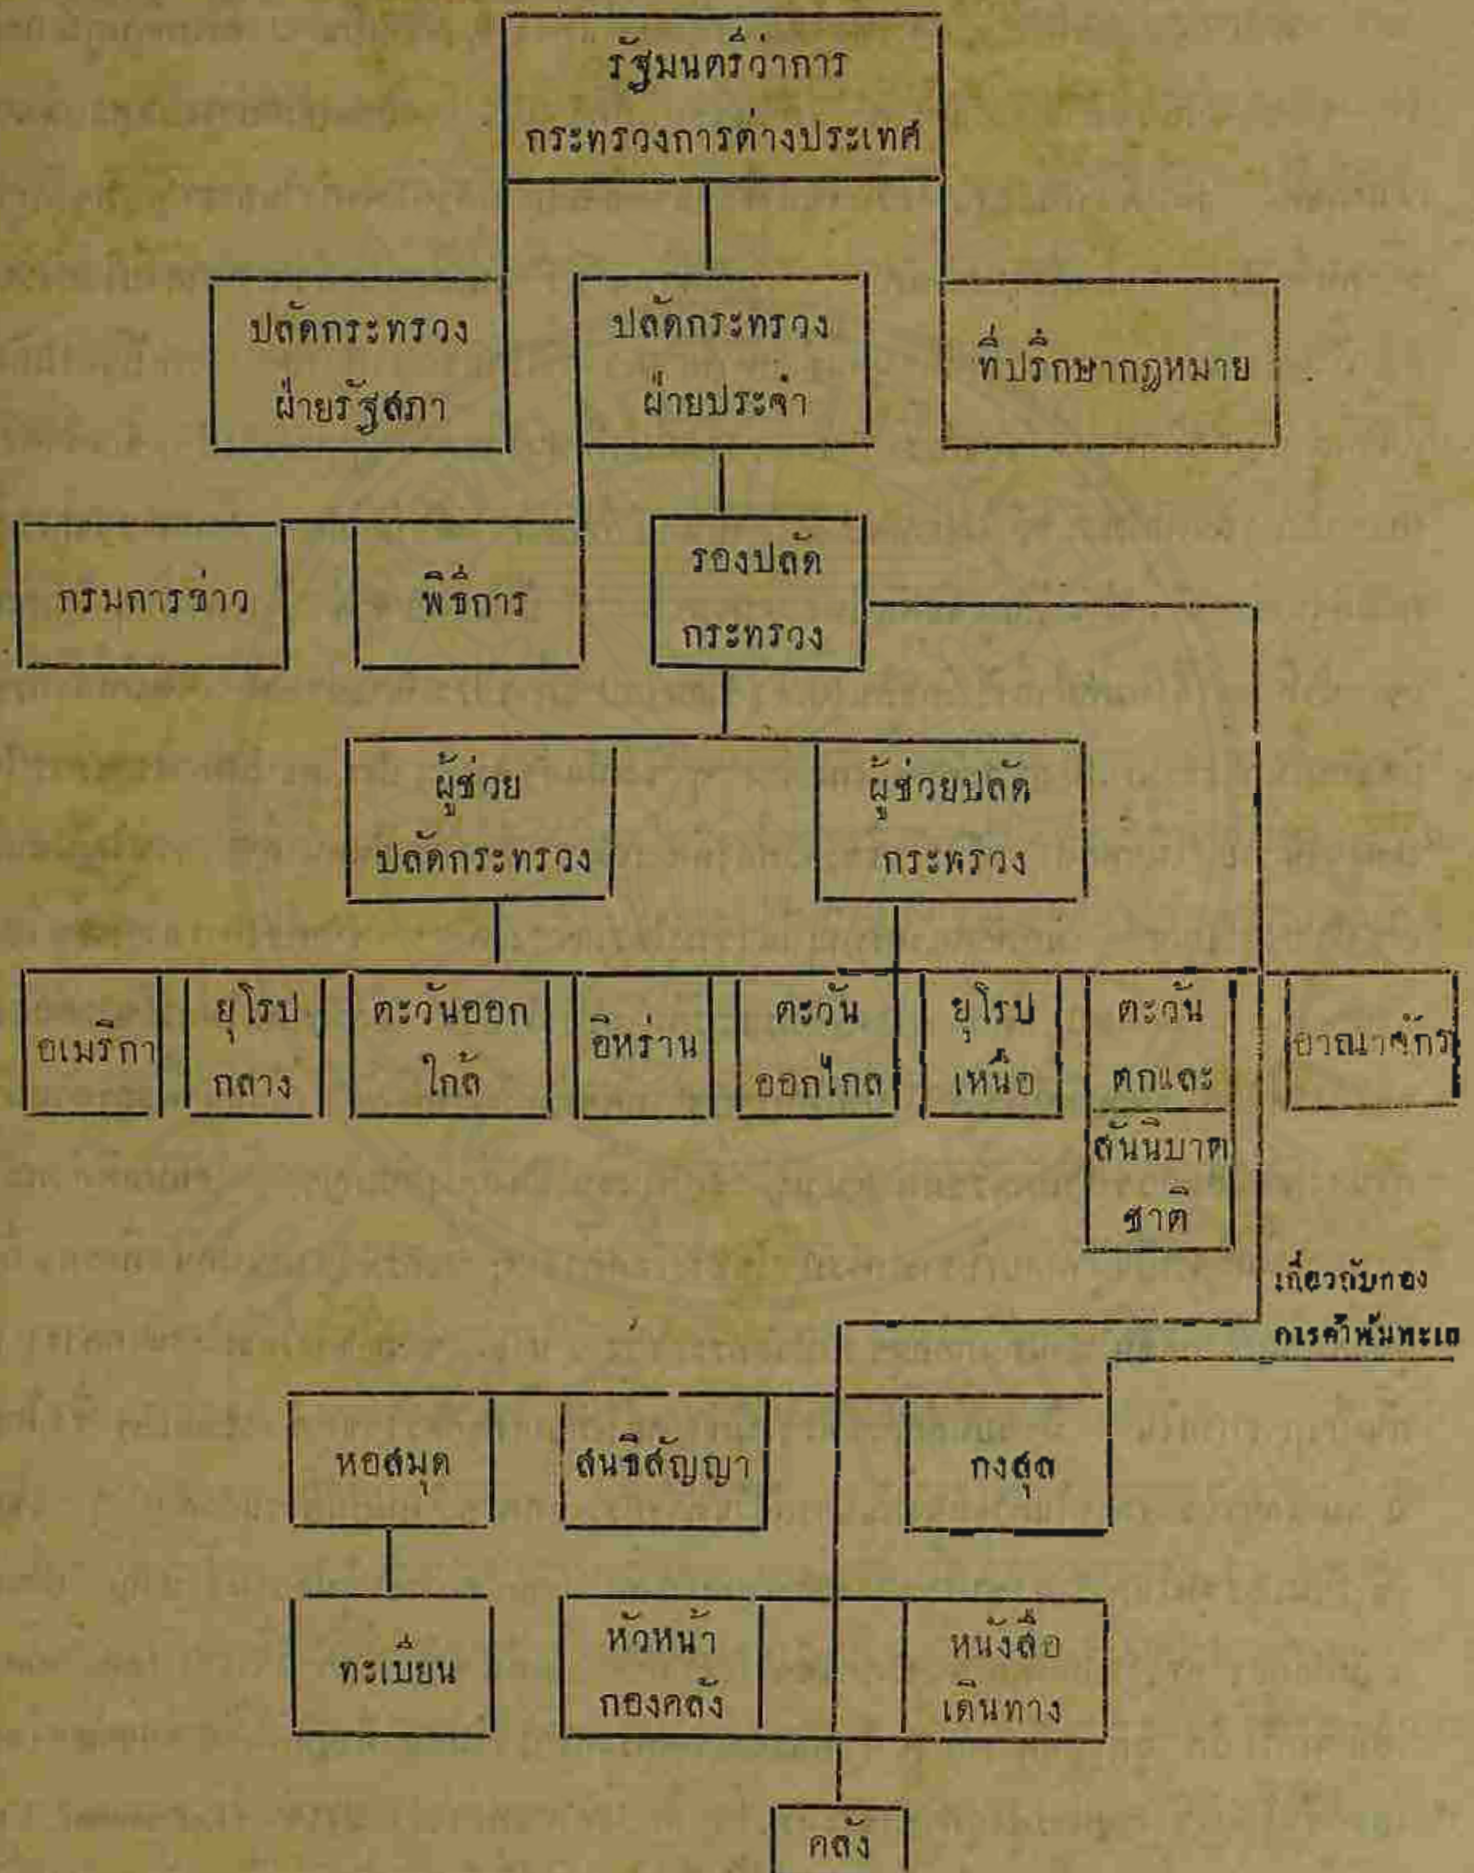 รัฐมนตรีว่าการ
กระทรวงการต่างประเทศ
ปลัดกระทรวง
ฝ่ายรัฐสภา
ปลัดกระทรวง
ฝ่ายประจำ
ที่ปรึกษากฎหมาย
กรมการข่าว
พิธีการ
รองปลัด
กระทรวง
ผู้ช่วย
ปลัดกระทรวง
ผู้ช่วยปลัด
กระทรวง
อเมริกา
ยุโรป
กลาง
ตะวันออก
ใกล้
อิหร่าน
ตะวัน
ออกไกล
ยุโรป
เหนือ
ตะวัน
ตกและ
สันนิบาต
ชาติ
อาณาจักร
เกี่ยวกับกอง
การค้าโพ้นทะเล
หอสมุด
สนธิสัญญา
กงสุล
ทะเบียน
หัวหน้า
กองคลัง
หนังสือ
เดินทาง
คลัง